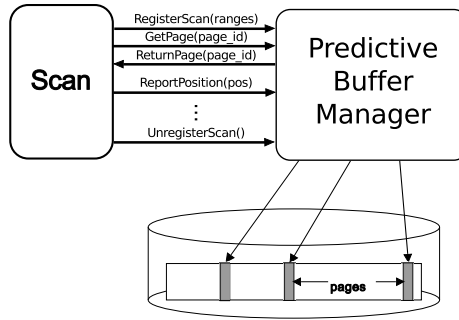 Scan
RegisterScan(ranges)
GetPage(page_id)
ReturnPage(page_id)
ReportPosition(pos)
⋮
UnregisterScan()
Predictive
Buffer
Manager
pages